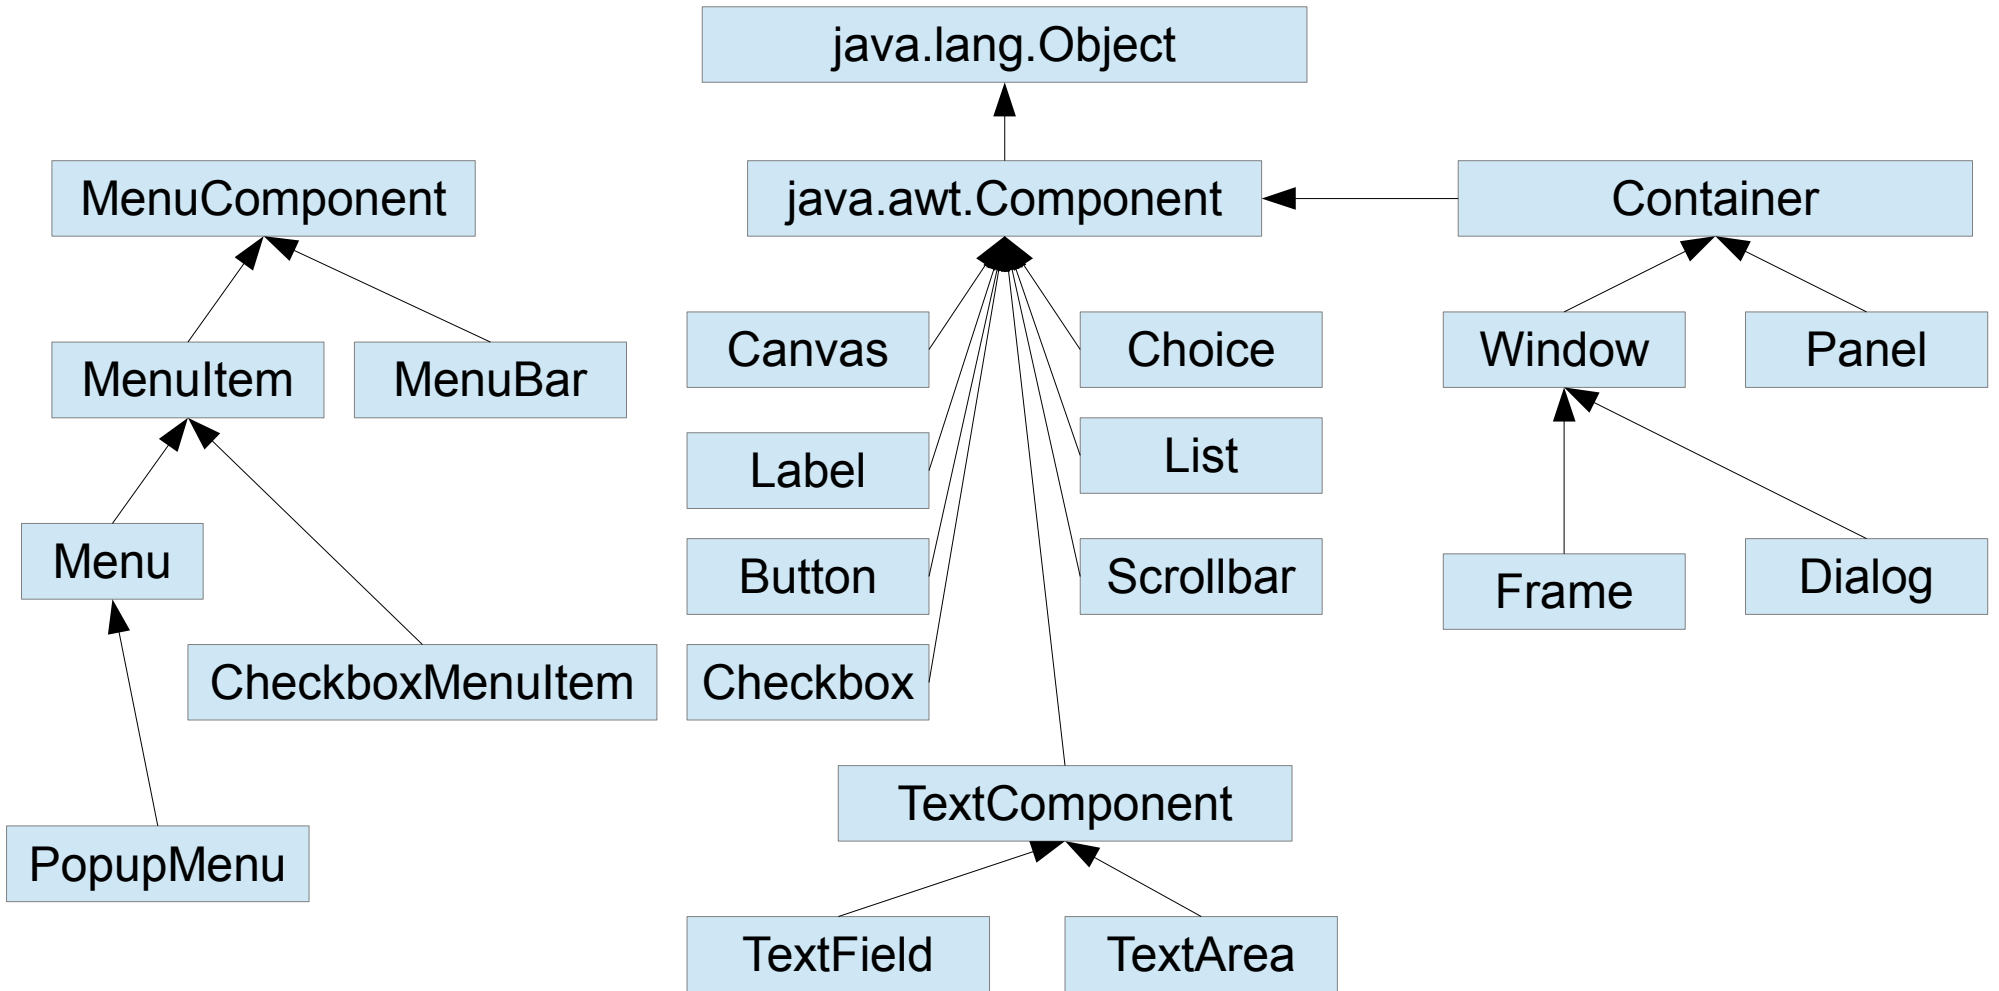 java.lang.Object
MenuComponent
java.awt.Component
Container
Canvas
Choice
Window
Panel
MenuItem
MenuBar
Label
List
Menu
Button
Scrollbar
Frame
Dialog
CheckboxMenuItem
Checkbox
TextComponent
PopupMenu
TextField
TextArea